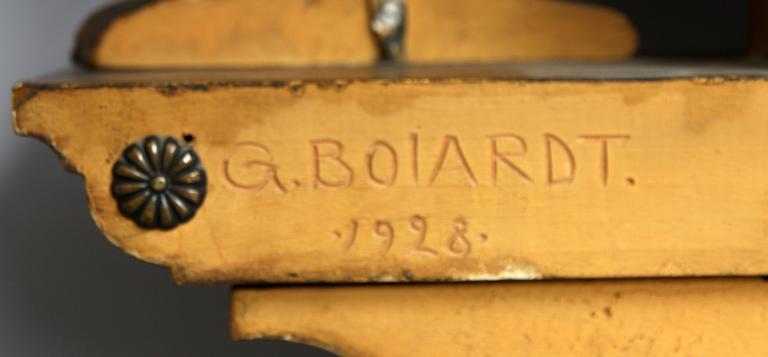 G. BOIARDT.
·1928·